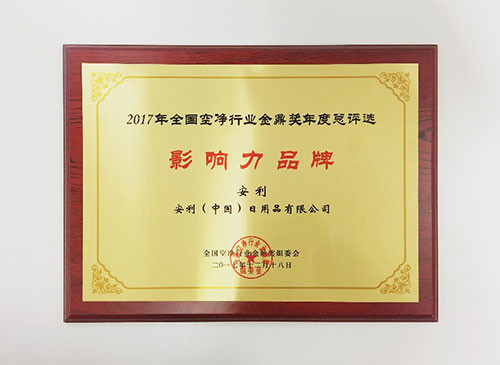 2017年全国空净行业金鼎奖年度总评选
影响力品牌
安利
安利（中国）日用品有限公司
全国空净行业金鼎奖组委会
二〇一七年十二月十八日